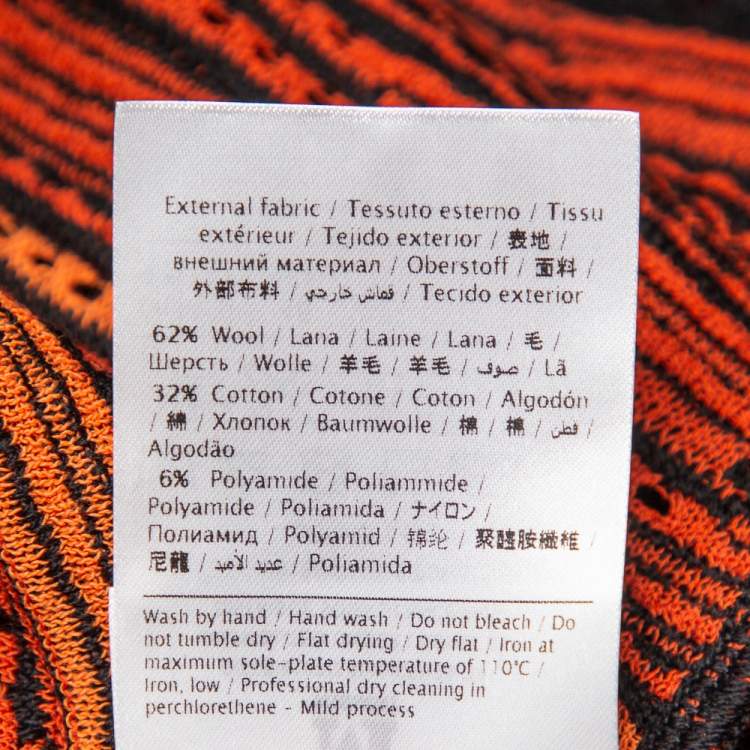 External fabric / Tessuto esterno / Tissu
extérieur / Tejido exterior / 表地 /
внешний материал / Oberstoff / 面料 /
外部布料 / قماش خارجي / Tecido exterior
62% Wool / Lana / Laine / Lana / 毛 /
Шерсть / Wolle / 羊毛 / 羊毛 / صوف / Lã
32% Cotton / Cotone / Coton / Algodón
/ 綿 / Хлопок / Baumwolle / 棉 / 棉 / قطن /
Algodão
6% Polyamide / Poliammide /
Polyamide / Poliamida / ナイロン /
Полиамид / Polyamid / 锦纶 / 聚醯胺纖維 /
尼龍 / عديد الأميد / Poliamida
Wash by hand / Hand wash / Do not bleach / Do
not tumble dry / Flat drying / Dry flat / Iron at
maximum sole-plate temperature of 110°C /
Iron, low / Professional dry cleaning in
perchlorethene - Mild process